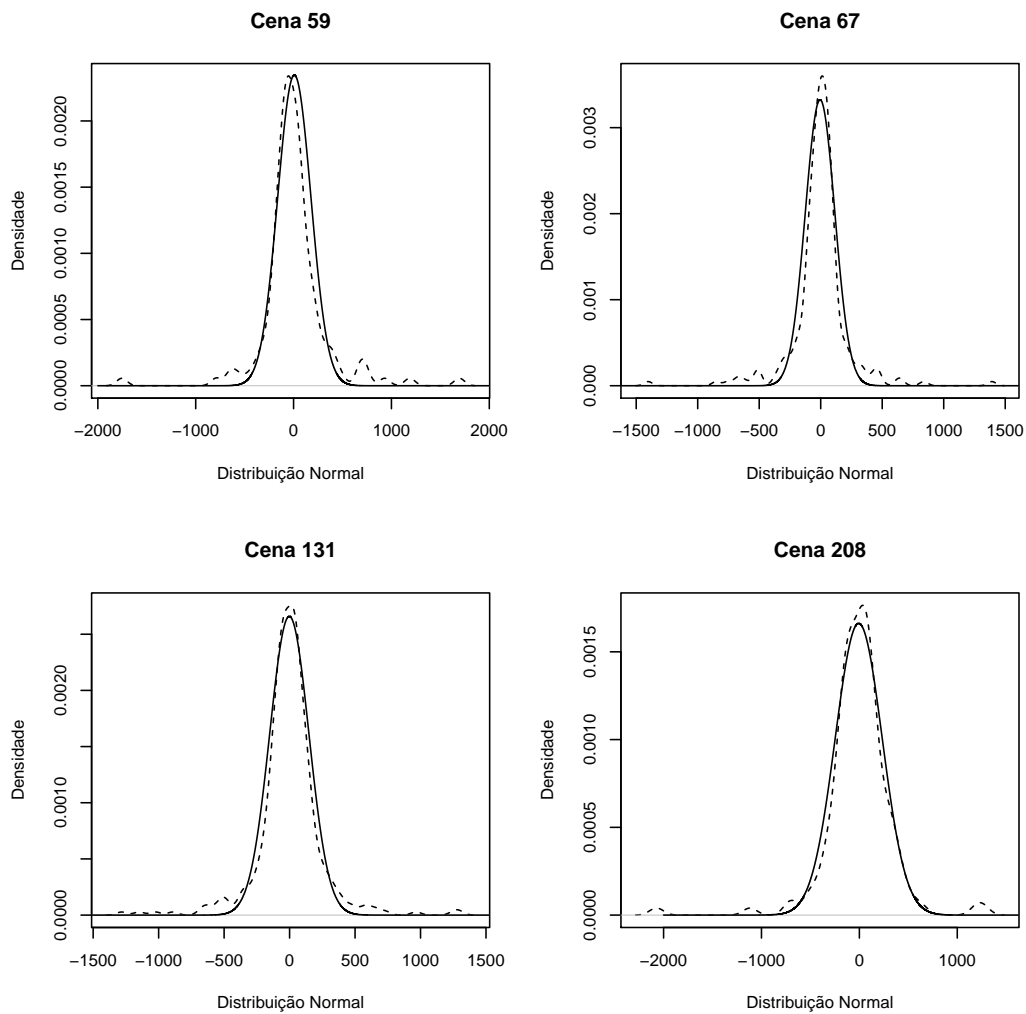 Cena 59
Densidade
0.0000 0.0005 0.0010 0.0015 0.0020
−2000 −1000 0 1000 2000
Distribuição Normal
Cena 67
Densidade
0.000 0.001 0.002 0.003
−1500 −1000 −500 0 500 1000 1500
Distribuição Normal
Cena 131
Densidade
0.0000 0.0010 0.0020
−1500 −1000 −500 0 500 1000 1500
Distribuição Normal
Cena 208
Densidade
0.0000 0.0005 0.0010 0.0015
−2000 −1000 0 1000
Distribuição Normal